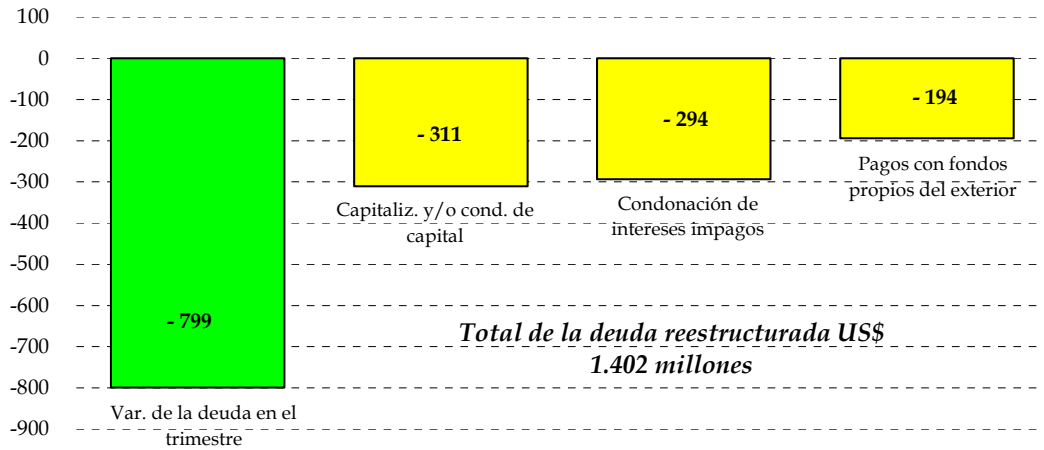 100
0
-100
-200
-300
-400
-500
-600
-700
-800
-900
- 799
- 311
- 294
- 194
Var. de la deuda en el
trimestre
Capitaliz. y/o cond. de
capital
Condonación de
intereses impagos
Pagos con fondos
propios del exterior
Total de la deuda reestructurada US$
1.402 millones